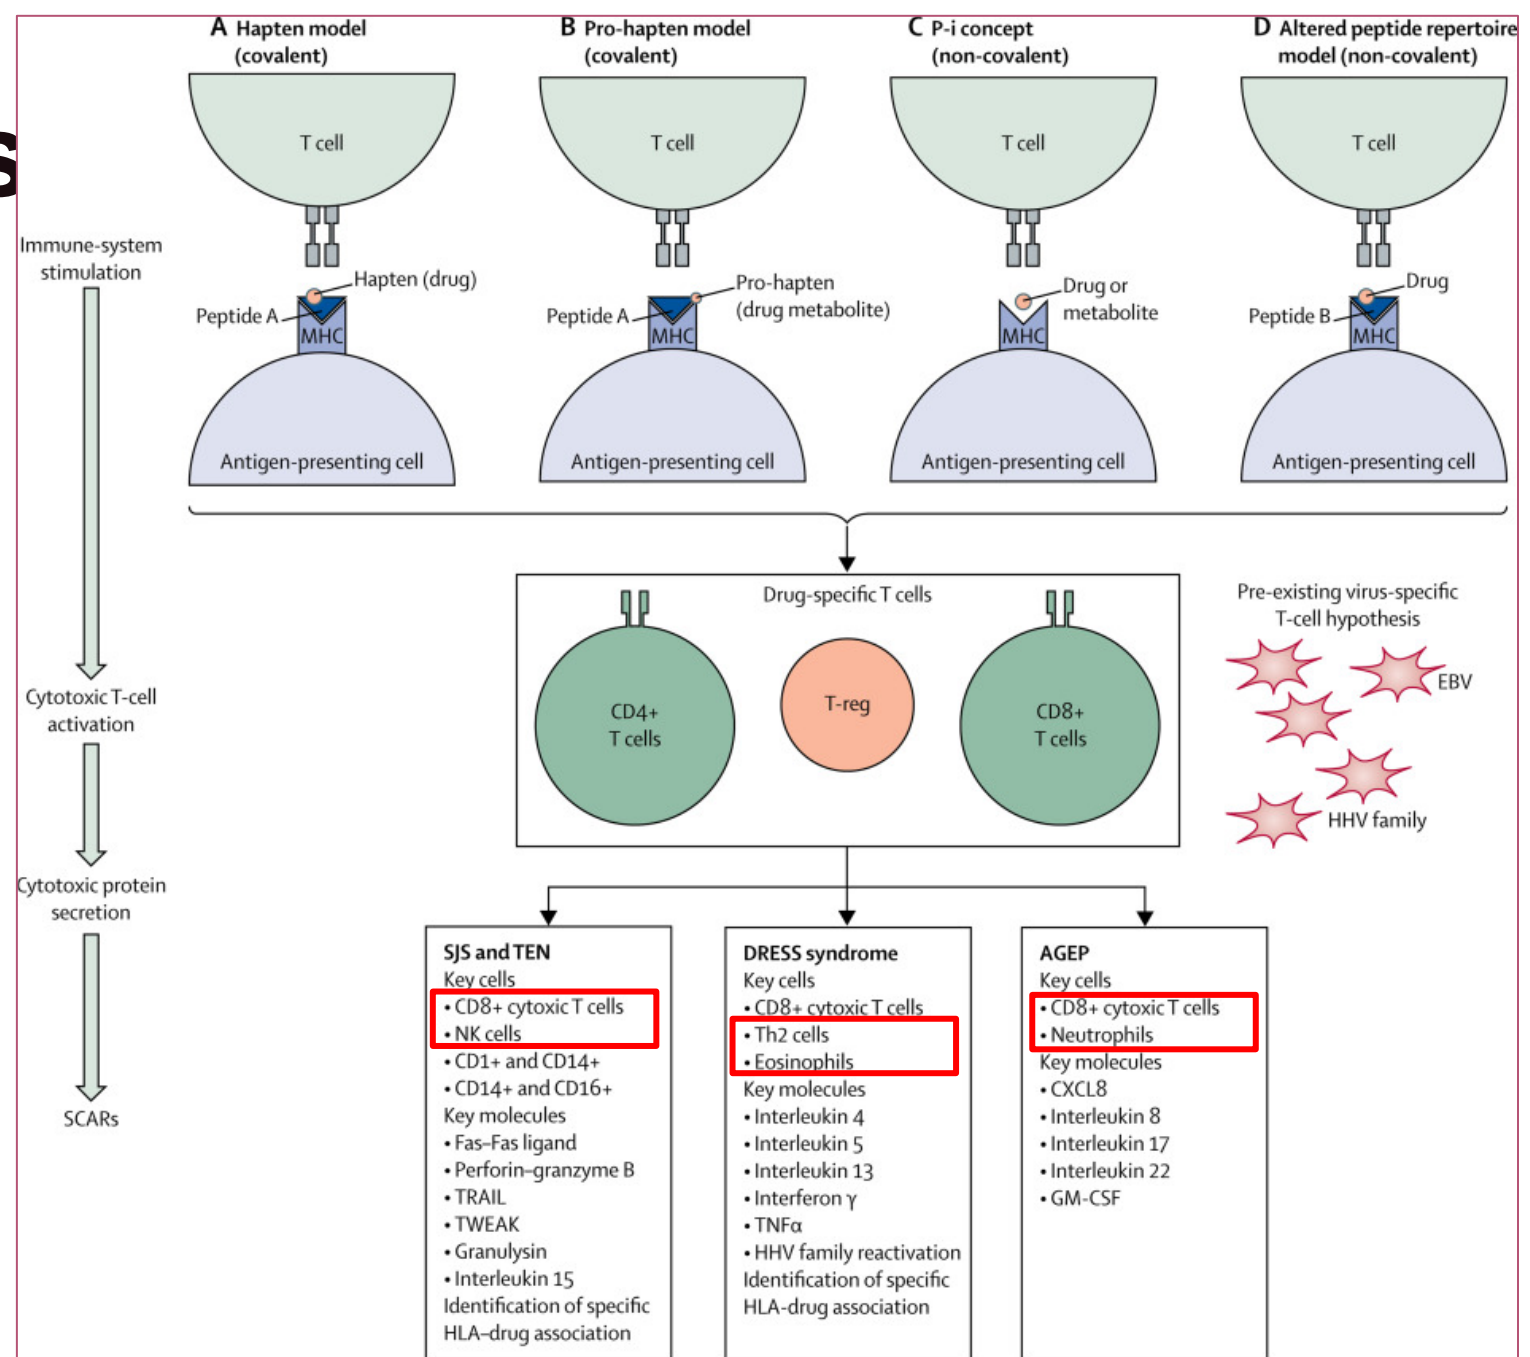 s
A Hapten model
(covalent)
B Pro-hapten model
(covalent)
C P-i concept
(non-covalent)
D Altered peptide repertoire
model (non-covalent)
T cell
T cell
T cell
T cell
Immune-system
stimulation
Hapten (drug)
Peptide A
MHC
Pro-hapten
(drug metabolite)
Peptide A
MHC
Drug or
metabolite
MHC
Drug
Peptide B
MHC
Antigen-presenting cell
Antigen-presenting cell
Antigen-presenting cell
Antigen-presenting cell
Drug-specific T cells
CD4+
T cells
T-reg
CD8+
T cells
Pre-existing virus-specific
T-cell hypothesis
EBV
HHV family
Cytotoxic T-cell
activation
Cytotoxic protein
secretion
SCARs
SJS and TEN
Key cells
• CD8+ cytoxic T cells
• NK cells
• CD1+ and CD14+
• CD14+ and CD16+
Key molecules
• Fas–Fas ligand
• Perforin–granzyme B
• TRAIL
• TWEAK
• Granulysin
• Interleukin 15
Identification of specific
HLA–drug association
DRESS syndrome
Key cells
• CD8+ cytoxic T cells
• Th2 cells
• Eosinophils
Key molecules
• Interleukin 4
• Interleukin 5
• Interleukin 13
• Interferon γ
• TNFα
• HHV family reactivation
Identification of specific
HLA-drug association
AGEP
Key cells
• CD8+ cytoxic T cells
• Neutrophils
Key molecules
• CXCL8
• Interleukin 8
• Interleukin 17
• Interleukin 22
• GM-CSF